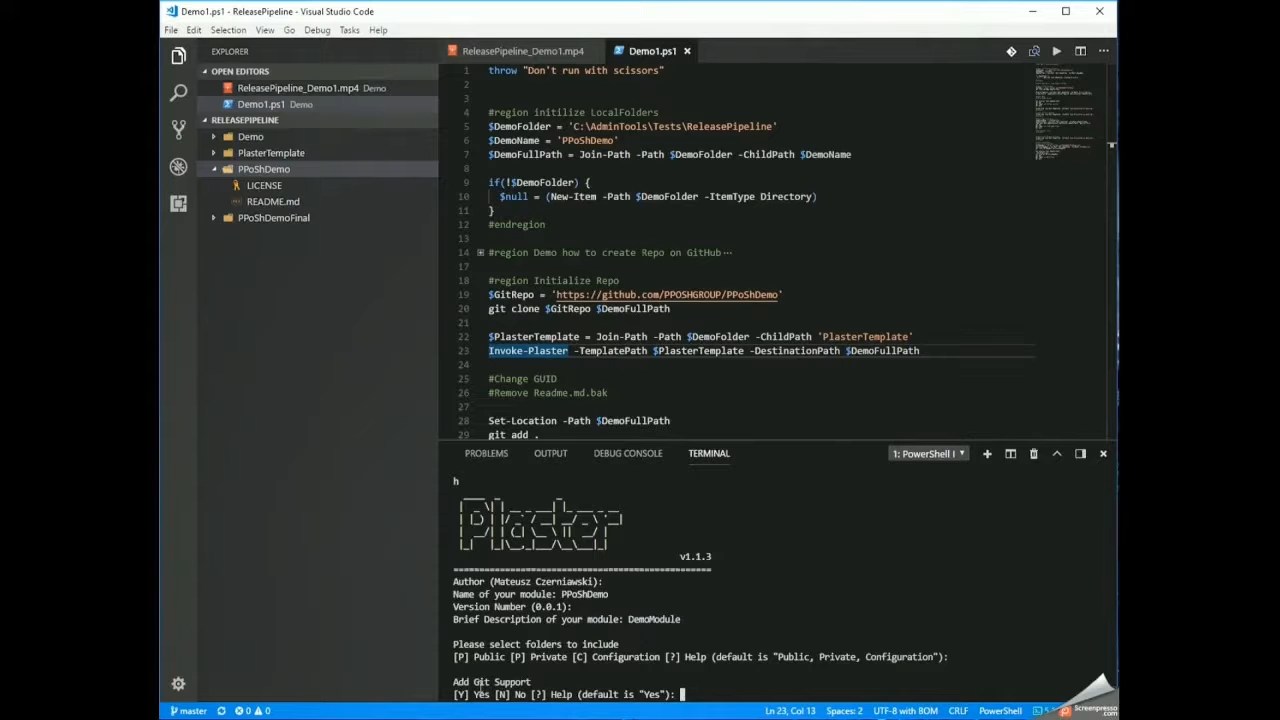 Demo1.ps1 - ReleasePipeline - Visual Studio Code
File Edit Selection View Go Debug Tasks Help
EXPLORER
OPEN EDITORS
ReleasePipeline_Demo1.mp4 Demo
Demo1.ps1 Demo
RELEASEPIPELINE
Demo
PlasterTemplate
PPoShDemo
LICENSE
README.md
PPoShDemoFinal
ReleasePipeline_Demo1.mp4 Demo1.ps1
1 throw "Don't run with scissors"
2
3
4 #region initilize LocalFolders
5 $DemoFolder = 'C:\AdminTools\Tests\ReleasePipeline'
6 $DemoName = 'PPoShDemo'
7 $DemoFullPath = Join-Path -Path $DemoFolder -ChildPath $DemoName
8
9 if(!$DemoFolder) {
10 $null = (New-Item -Path $DemoFolder -ItemType Directory)
11 }
12 #endregion
13
14 #region Demo how to create Repo on GitHub ...
17
18 #region Initialize Repo
19 $GitRepo = 'https://github.com/PPOSHGROUP/PPoShDemo'
20 git clone $GitRepo $DemoFullPath
21
22 $PlasterTemplate = Join-Path -Path $DemoFolder -ChildPath 'PlasterTemplate'
23 Invoke-Plaster -TemplatePath $PlasterTemplate -DestinationPath $DemoFullPath
24
25 #Change GUID
26 #Remove Readme.md.bak
27
28 Set-Location -Path $DemoFullPath
29 git add .
PROBLEMS OUTPUT DEBUG CONSOLE TERMINAL 1: PowerShell I
h
Plaster
v1.1.3
==================================================
Author (Mateusz Czerniawski):
Name of your module: PPoShDemo
Version Number (0.0.1):
Brief Description of your module: DemoModule
Please select folders to include
[P] Public [P] Private [C] Configuration [?] Help (default is "Public, Private, Configuration"):
Add Git Support
[Y] Yes [N] No [?] Help (default is "Yes"):
master 0 0 Ln 23, Col 13 Spaces: 2 UTF-8 with BOM CRLF PowerShell
Screenpresso
.com